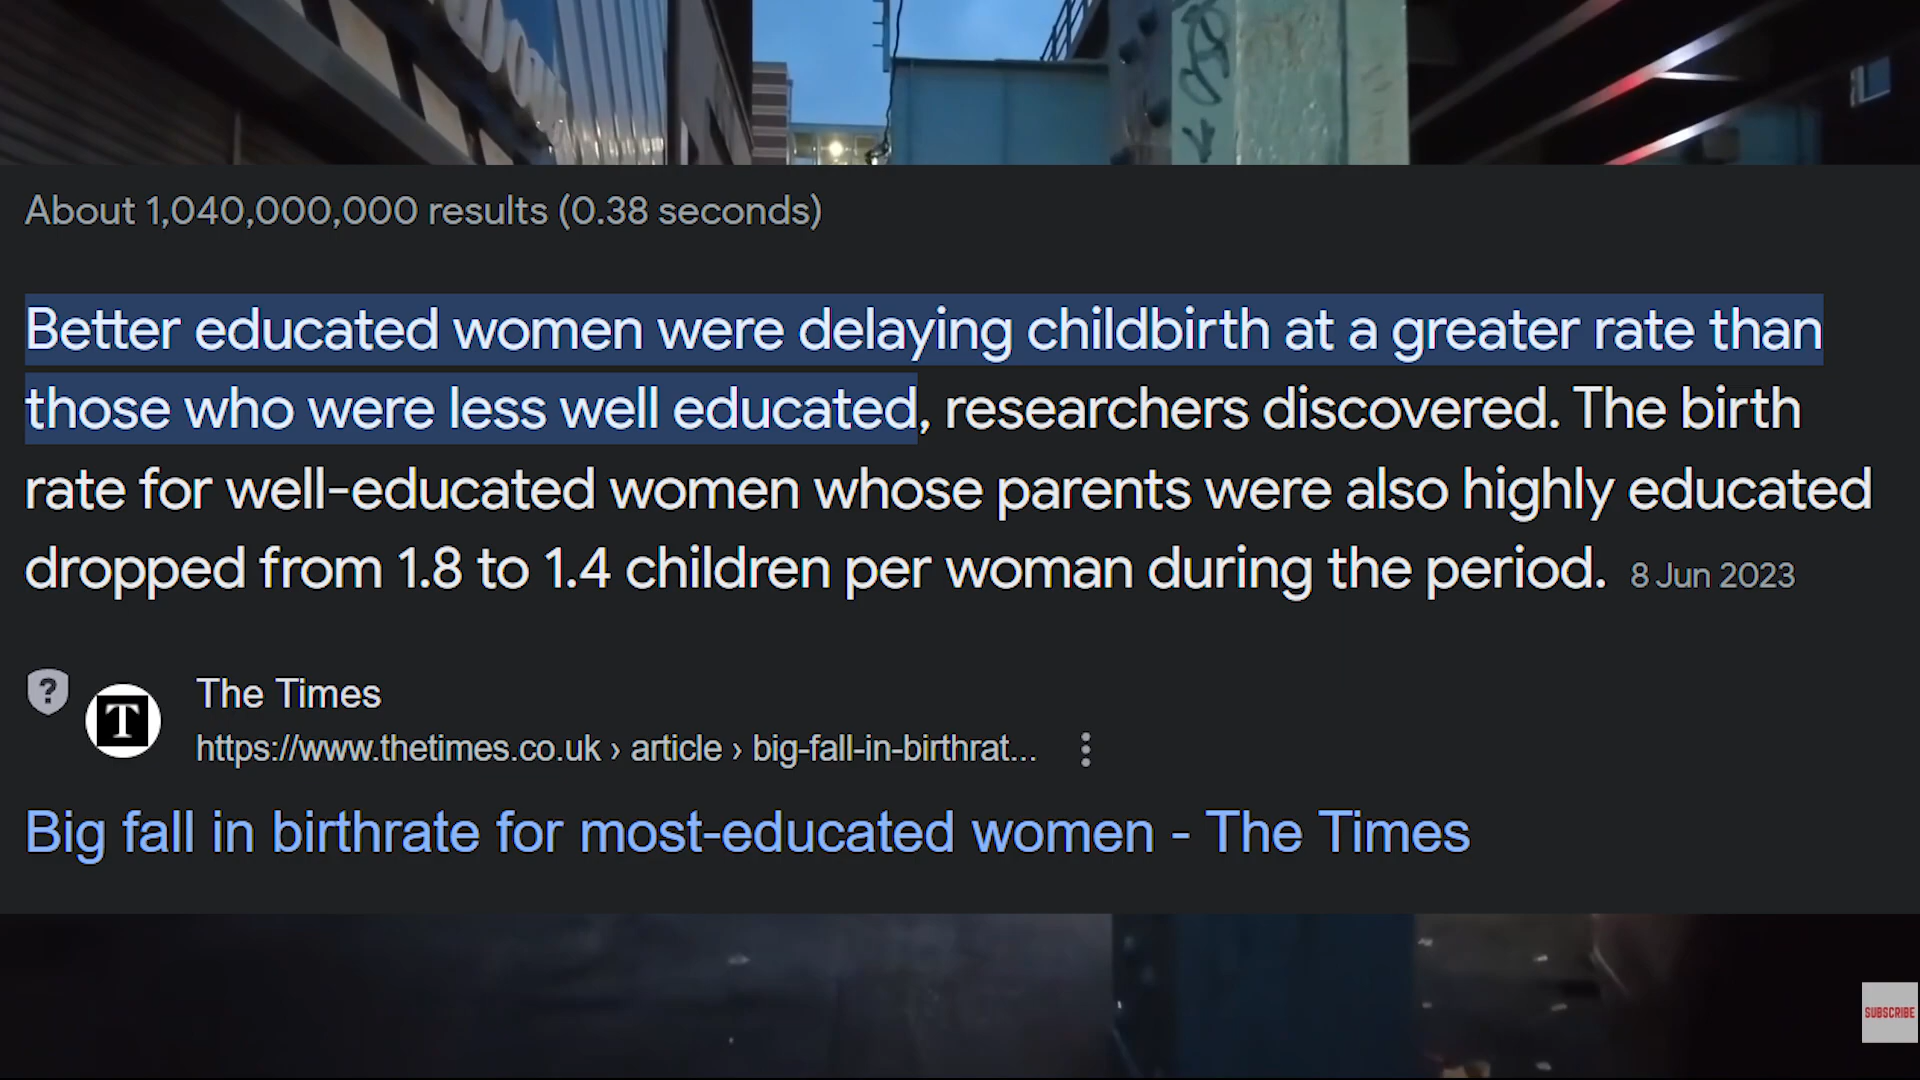 About 1,040,000,000 results (0.38 seconds)
Better educated women were delaying childbirth at a greater rate than
those who were less well educated, researchers discovered. The birth
rate for well-educated women whose parents were also highly educated
dropped from 1.8 to 1.4 children per woman during the period. 8 Jun 2023
?
T
The Times
https://www.thetimes.co.uk › article › big-fall-in-birthrat...
Big fall in birthrate for most-educated women - The Times
SUBSCRIBE